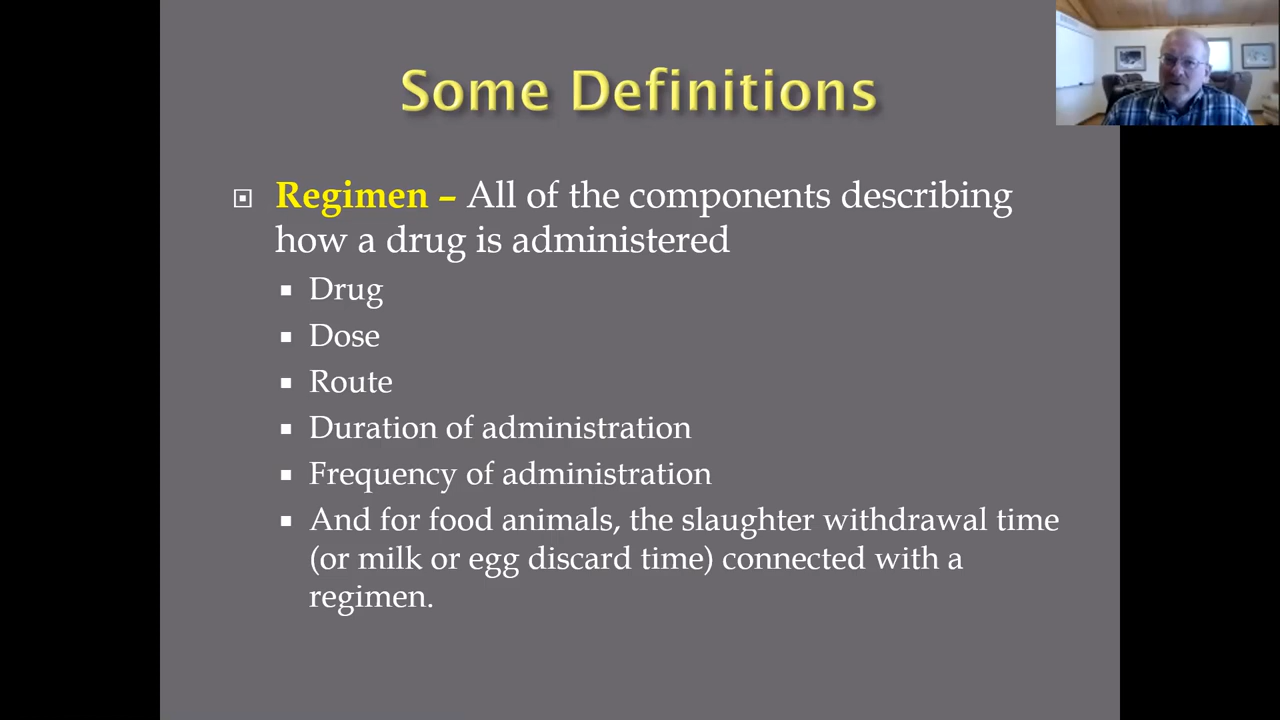 Some Definitions
Regimen – All of the components describing
how a drug is administered
Drug
Dose
Route
Duration of administration
Frequency of administration
And for food animals, the slaughter withdrawal time
(or milk or egg discard time) connected with a
regimen.